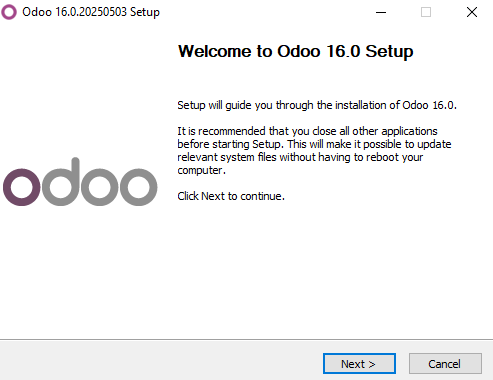 Odoo 16.0.20250503 Setup
Welcome to Odoo 16.0 Setup
Setup will guide you through the installation of Odoo 16.0.
It is recommended that you close all other applications
before starting Setup. This will make it possible to update
relevant system files without having to reboot your
computer.
odoo
Click Next to continue.
Next >
Cancel